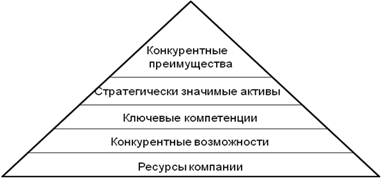 Конкурентные
преимущества
Стратегически значимые активы
Ключевые компетенции
Конкурентные возможности
Ресурсы компании